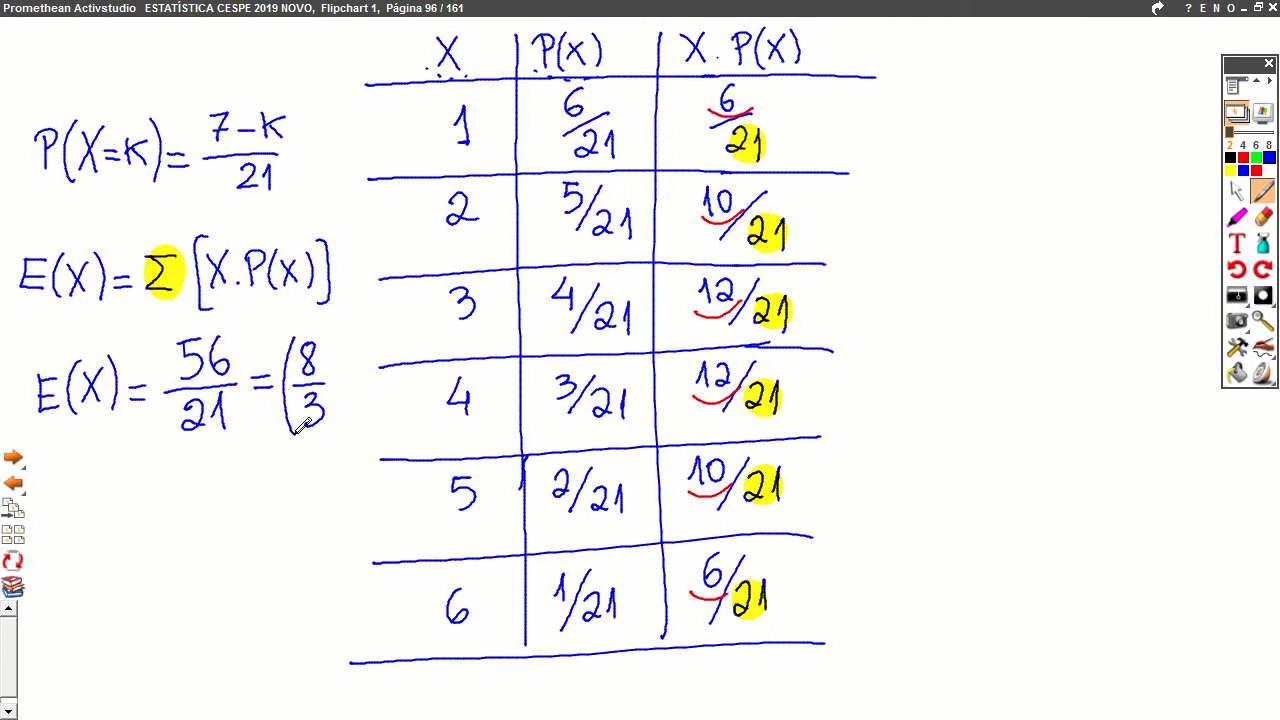 Promethean Activstudio ESTATÍSTICA CESPE 2019 NOVO, Flipchart 1, Página 96 / 161
? E N O
P(X=K) = 7-K / 21
E(X) = Σ [X.P(X)]
E(X) = 56/21 = (8/3
X P(X) X . P(X)
1 6/21 6/21
2 5/21 10/21
3 4/21 12/21
4 3/21 12/21
5 2/21 10/21
6 1/21 6/21
2 4 6 8
T